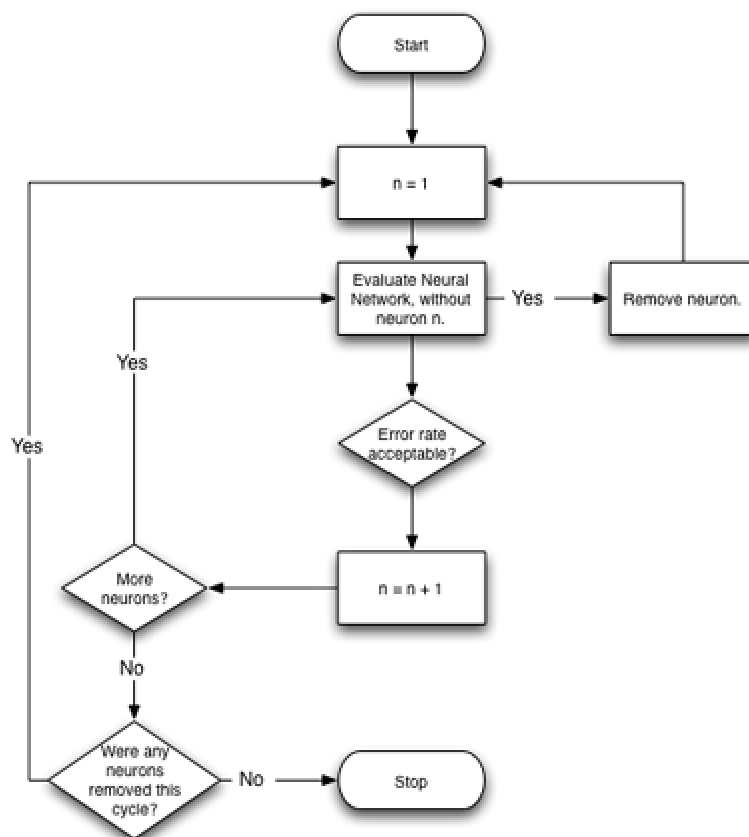 Start
n = 1
Evaluate Neural
Network, without
neuron n.
Yes
Remove neuron.
Yes
Error rate
acceptable?
Yes
More
neurons?
n = n + 1
No
Were any
neurons
removed this
cycle?
No
Stop